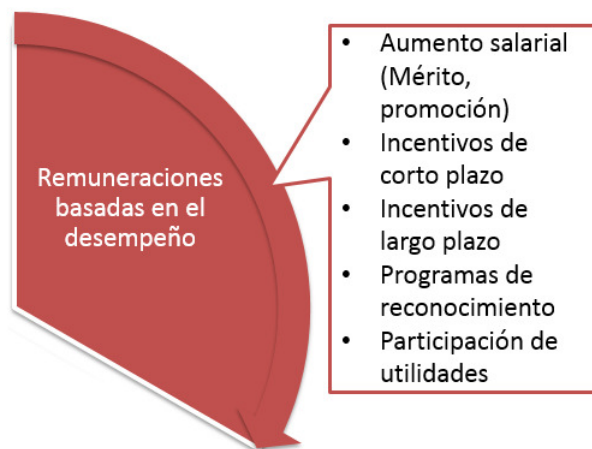 Remuneraciones
basadas en el
desempeño
• Aumento salarial
(Mérito,
promoción)
• Incentivos de
corto plazo
• Incentivos de
largo plazo
• Programas de
reconocimiento
• Participación de
utilidades